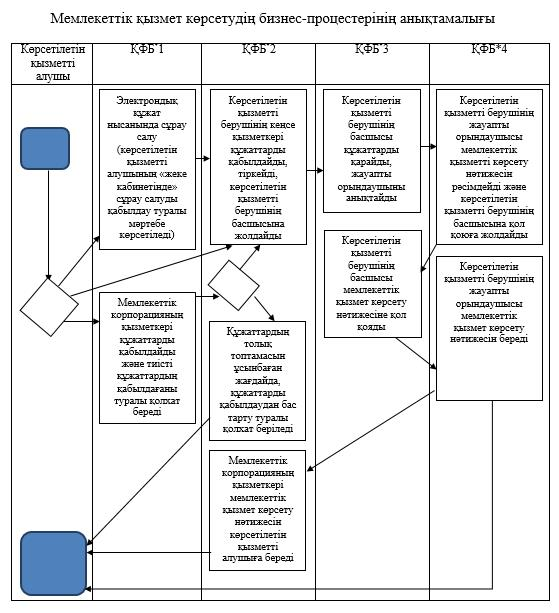 Мемлекеттік қызмет көрсетудің бизнес-процестерінің анықтамалығы
Көрсетілетін
қызметті
алушы
ҚФБ*1
ҚФБ*2
ҚФБ*3
ҚФБ*4
Электрондық
құжат
нысанында сұрау
салу
(көрсетілетін
қызметті
алушының «жеке
кабинетінде»
сұрау салуды
қабылдау туралы
мәртебе
көрсетіледі)
Мемлекеттік
корпорацияның
қызметкері
құжаттарды
қабылдайды
және тиісті
құжаттардың
қабылдағаны
туралы қолхат
береді
Көрсетілетін
қызметті
берушінің кеңсе
қызметкері
құжаттарды
қабылдайды,
тіркейді,
көрсетілетін
қызметті
берушінің
басшысына
жолдайды
Құжаттардың
толық
топтамасын
ұсынбаған
жағдайда,
құжаттарды
қабылдаудан бас
тарту туралы
қолхат беріледі
Мемлекеттік
корпорацияның
қызметкері
мемлекеттік
қызмет көрсету
нәтижесін
көрсетілетін
қызметті
алушыға береді
Көрсетілетін
қызметті
берушінің
басшысы
құжаттарды
қарайды,
жауапты
орындаушыны
анықтайды
Көрсетілетін
қызметті
берушінің
басшысы
мемлекеттік
қызмет көрсету
нәтижесіне қол
қояды
Көрсетілетін
қызметті берушінің
жауапты
орындаушысы
мемлекеттік
қызметті көрсету
нәтижесін
рәсімдейді және
көрсетілетін
қызметті берушінің
басшысына қол
қоюға жолдайды
Көрсетілетін
қызметті берушінің
жауапты
орындаушысы
мемлекеттік
қызмет көрсету
нәтижесін береді